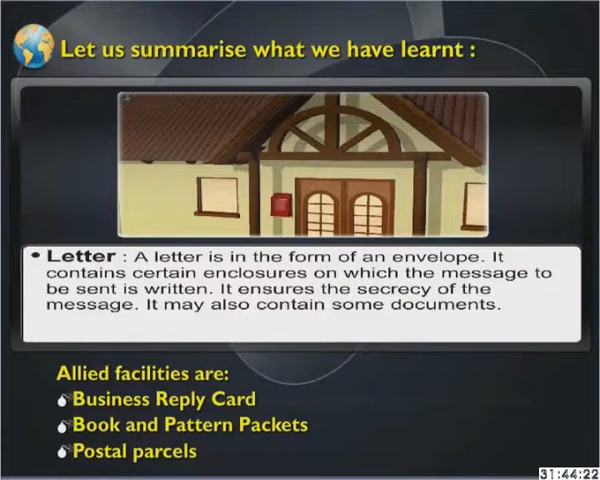 Let us summarise what we have learnt :
• Letter : A letter is in the form of an envelope. It
contains certain enclosures on which the message to
be sent is written. It ensures the secrecy of the
message. It may also contain some documents.
Allied facilities are:
Business Reply Card
Book and Pattern Packets
Postal parcels
31:44:22